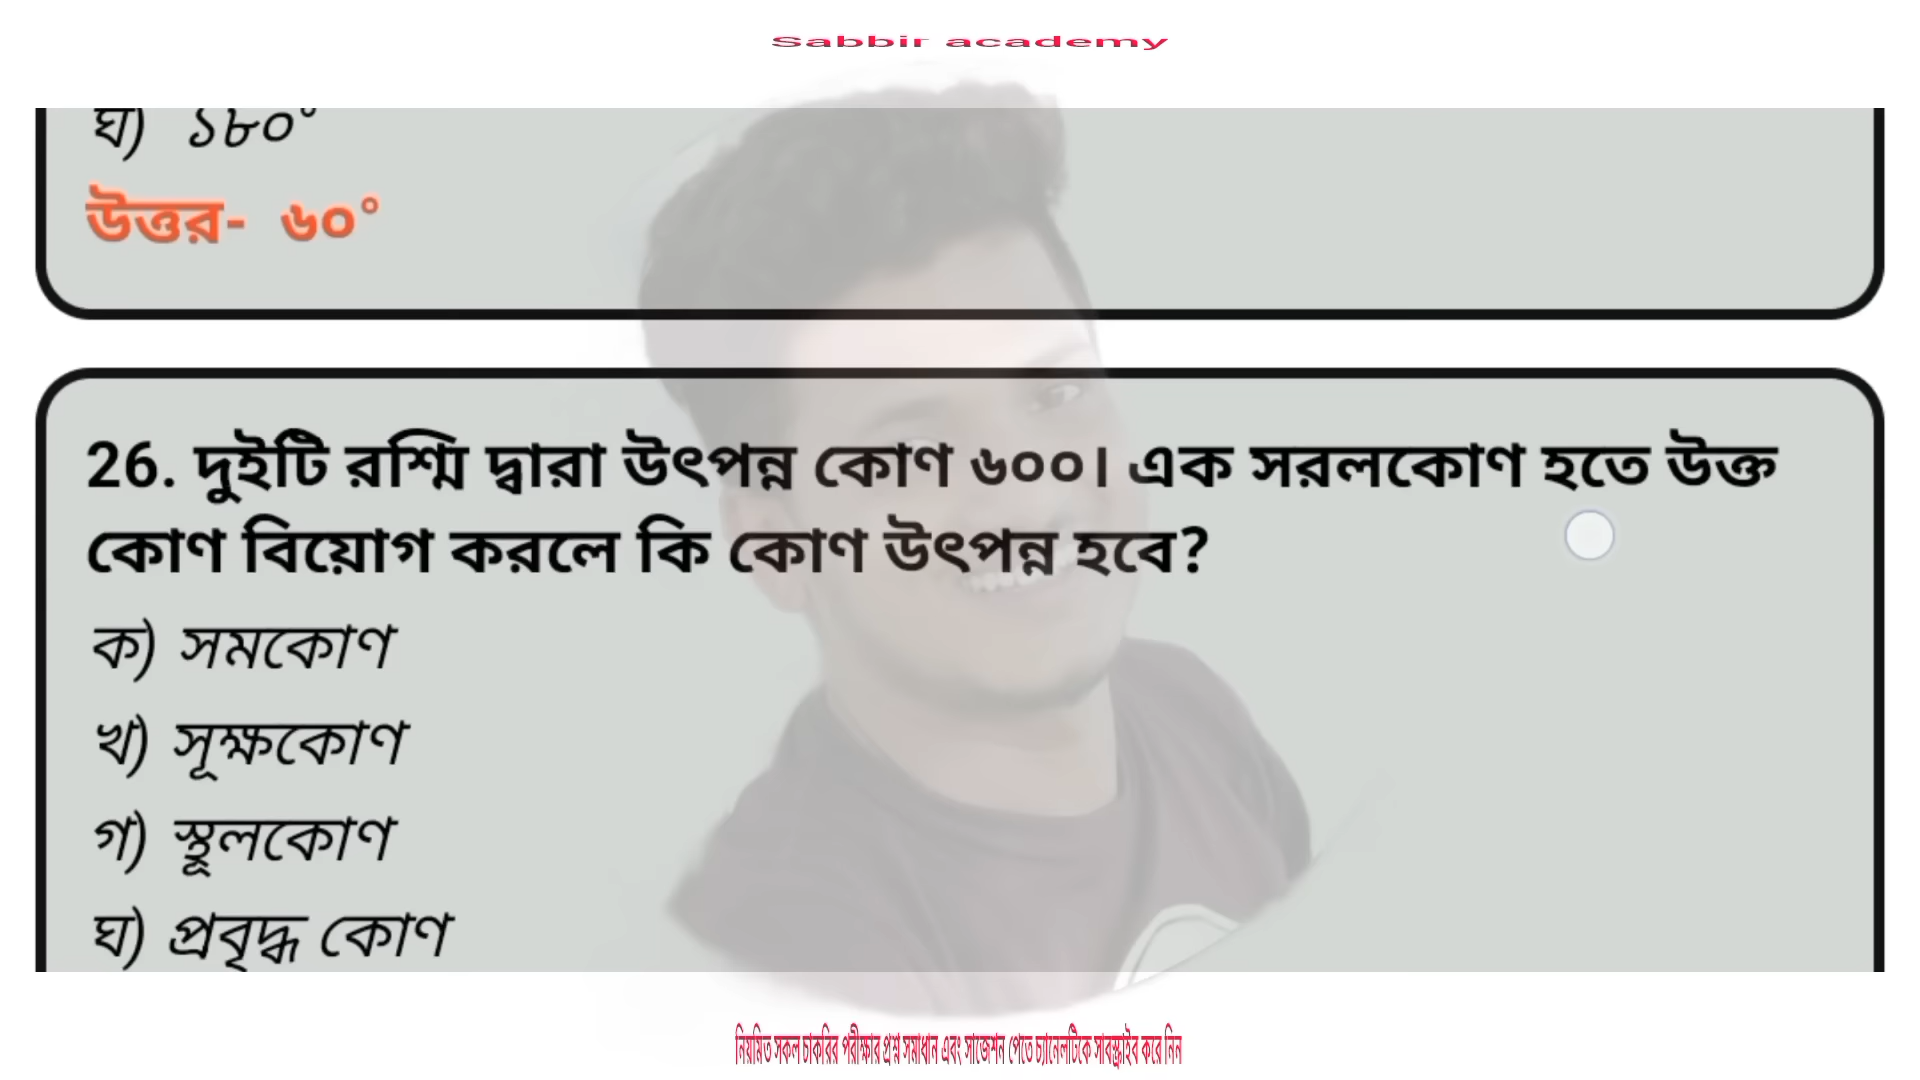 Sabbir academy
ঘ) ১৮০°
উত্তর- ৬০°
26. দুইটি রশ্মি দ্বারা উৎপন্ন কোণ ৬০০। এক সরলকোণ হতে উক্ত
কোণ বিয়োগ করলে কি কোণ উৎপন্ন হবে?
ক) সমকোণ
খ) সূক্ষকোণ
গ) স্থূলকোণ
ঘ) প্রবৃদ্ধ কোণ
নিয়মিত সকল চাকরির পরীক্ষার প্রশ্ন সমাধান এবং সাজেশন পেতে চ্যানেলটিকে সাবস্ক্রাইব করে নিন